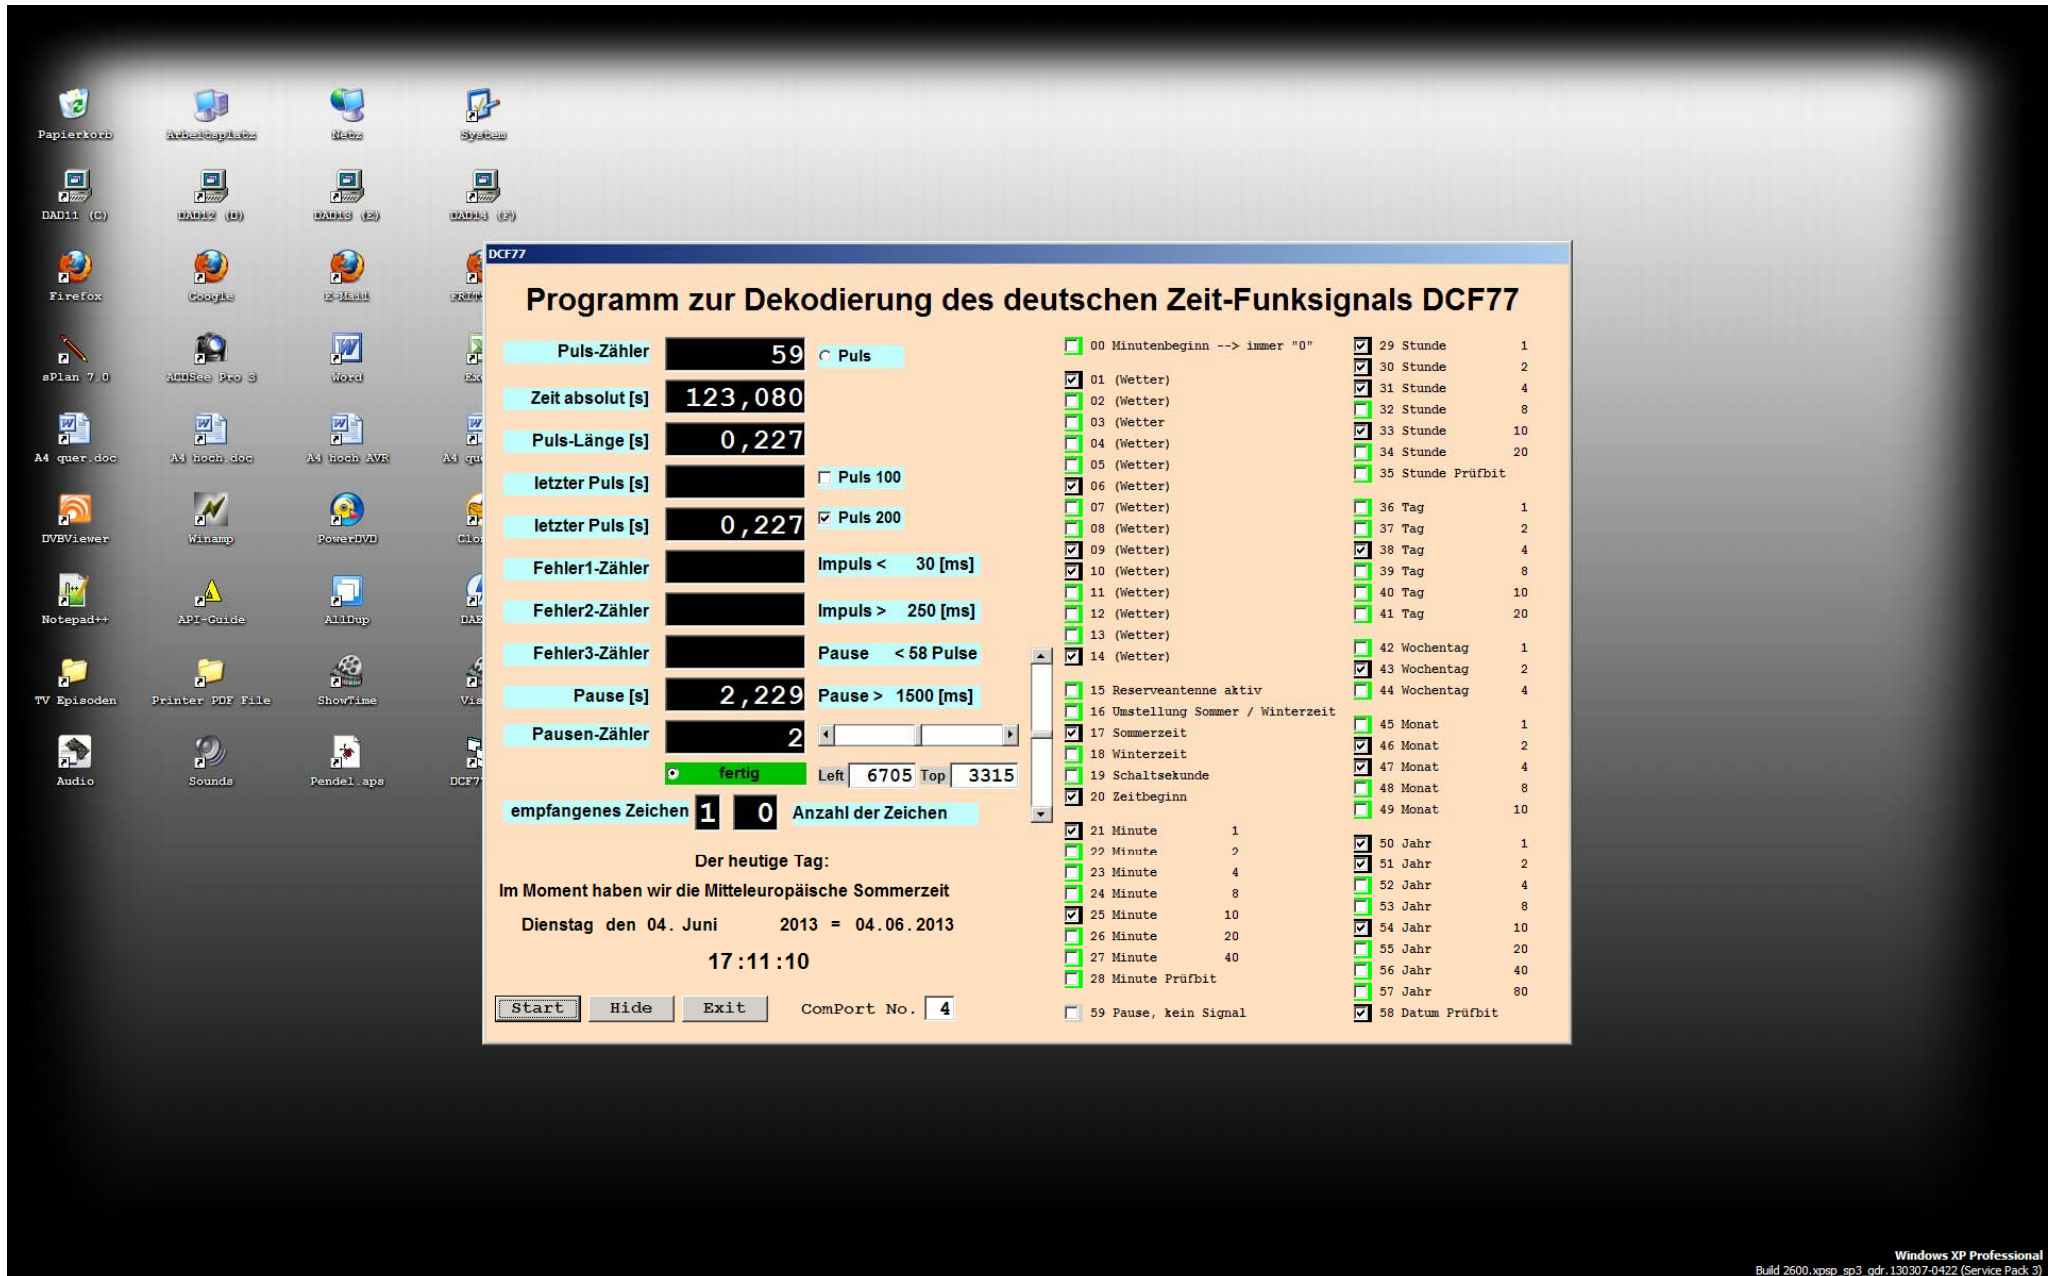 Papierkorb
Arbeitsplatz
Netz
System
DAD11 (C)
DAD12 (D)
DAD13 (E)
DAD14 (F)
Firefox
Google
E-Mail
sPlan 7.0
ACDSee Pro 3
Word
A4 quer.doc
A4 hoch.doc
A4 hoch AVR
DVBViewer
Winamp
PowerDVD
Notepad++
API-Guide
AllDup
TV Episoden
Printer PDF File
ShowTime
Audio
Sounds
Pendel.aps
DCF77
Programm zur Dekodierung des deutschen Zeit-Funksignals DCF77
Puls-Zähler 59 Puls
Zeit absolut [s] 123,080
Puls-Länge [s] 0,227
letzter Puls [s] Puls 100
letzter Puls [s] 0,227 Puls 200
Fehler1-Zähler Impuls < 30 [ms]
Fehler2-Zähler Impuls > 250 [ms]
Fehler3-Zähler Pause < 58 Pulse
Pause [s] 2,229 Pause > 1500 [ms]
Pausen-Zähler 2
fertig Left 6705 Top 3315
empfangenes Zeichen 1 0 Anzahl der Zeichen
Der heutige Tag:
Im Moment haben wir die Mitteleuropäische Sommerzeit
Dienstag den 04. Juni 2013 = 04.06.2013
17:11:10
Start Hide Exit ComPort No. 4
00 Minutenbeginn --> immer "0"
01 (Wetter)
02 (Wetter)
03 (Wetter
04 (Wetter)
05 (Wetter)
06 (Wetter)
07 (Wetter)
08 (Wetter)
09 (Wetter)
10 (Wetter)
11 (Wetter)
12 (Wetter)
13 (Wetter)
14 (Wetter)
15 Reserveantenne aktiv
16 Umstellung Sommer / Winterzeit
17 Sommerzeit
18 Winterzeit
19 Schaltsekunde
20 Zeitbeginn
21 Minute 1
22 Minute 2
23 Minute 4
24 Minute 8
25 Minute 10
26 Minute 20
27 Minute 40
28 Minute Prüfbit
59 Pause, kein Signal
29 Stunde 1
30 Stunde 2
31 Stunde 4
32 Stunde 8
33 Stunde 10
34 Stunde 20
35 Stunde Prüfbit
36 Tag 1
37 Tag 2
38 Tag 4
39 Tag 8
40 Tag 10
41 Tag 20
42 Wochentag 1
43 Wochentag 2
44 Wochentag 4
45 Monat 1
46 Monat 2
47 Monat 4
48 Monat 8
49 Monat 10
50 Jahr 1
51 Jahr 2
52 Jahr 4
53 Jahr 8
54 Jahr 10
55 Jahr 20
56 Jahr 40
57 Jahr 80
58 Datum Prüfbit
Windows XP Professional
Build 2600.xpsp_sp3_qdr.130307-0422 (Service Pack 3)